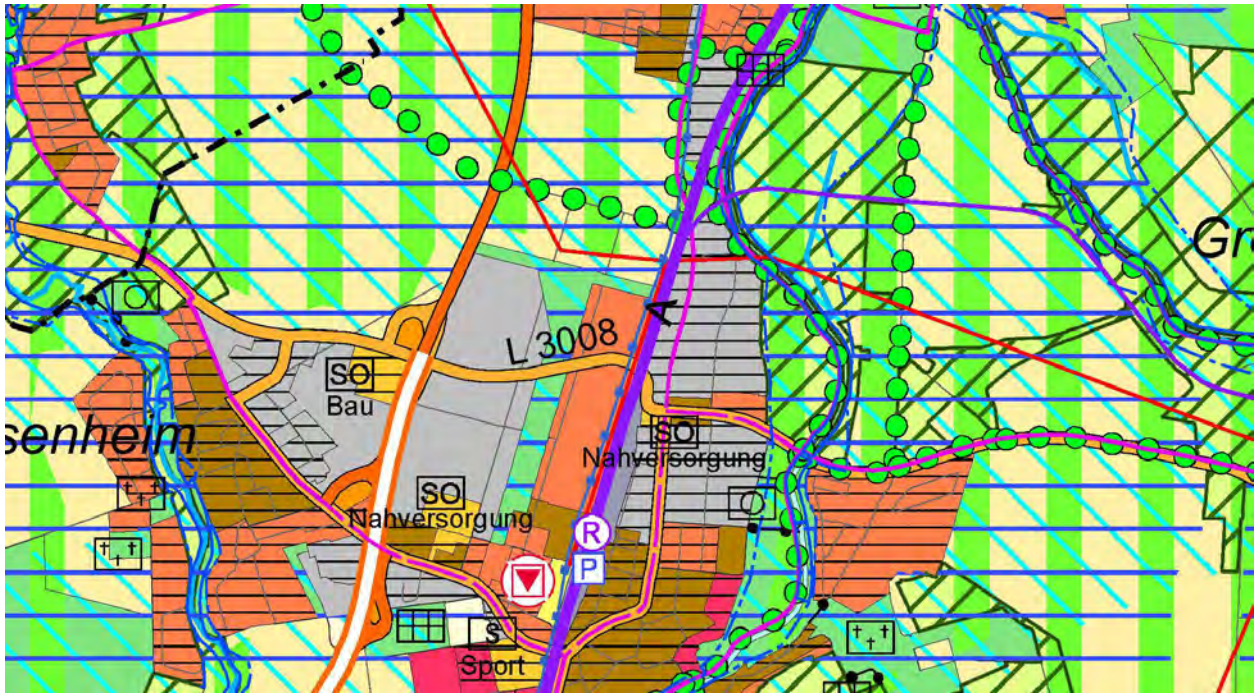 Gr
L 3008
A
SO
Bau
senheim
SO
Nahversorgung
SO
Nahversorgung
R
P
S
Sport